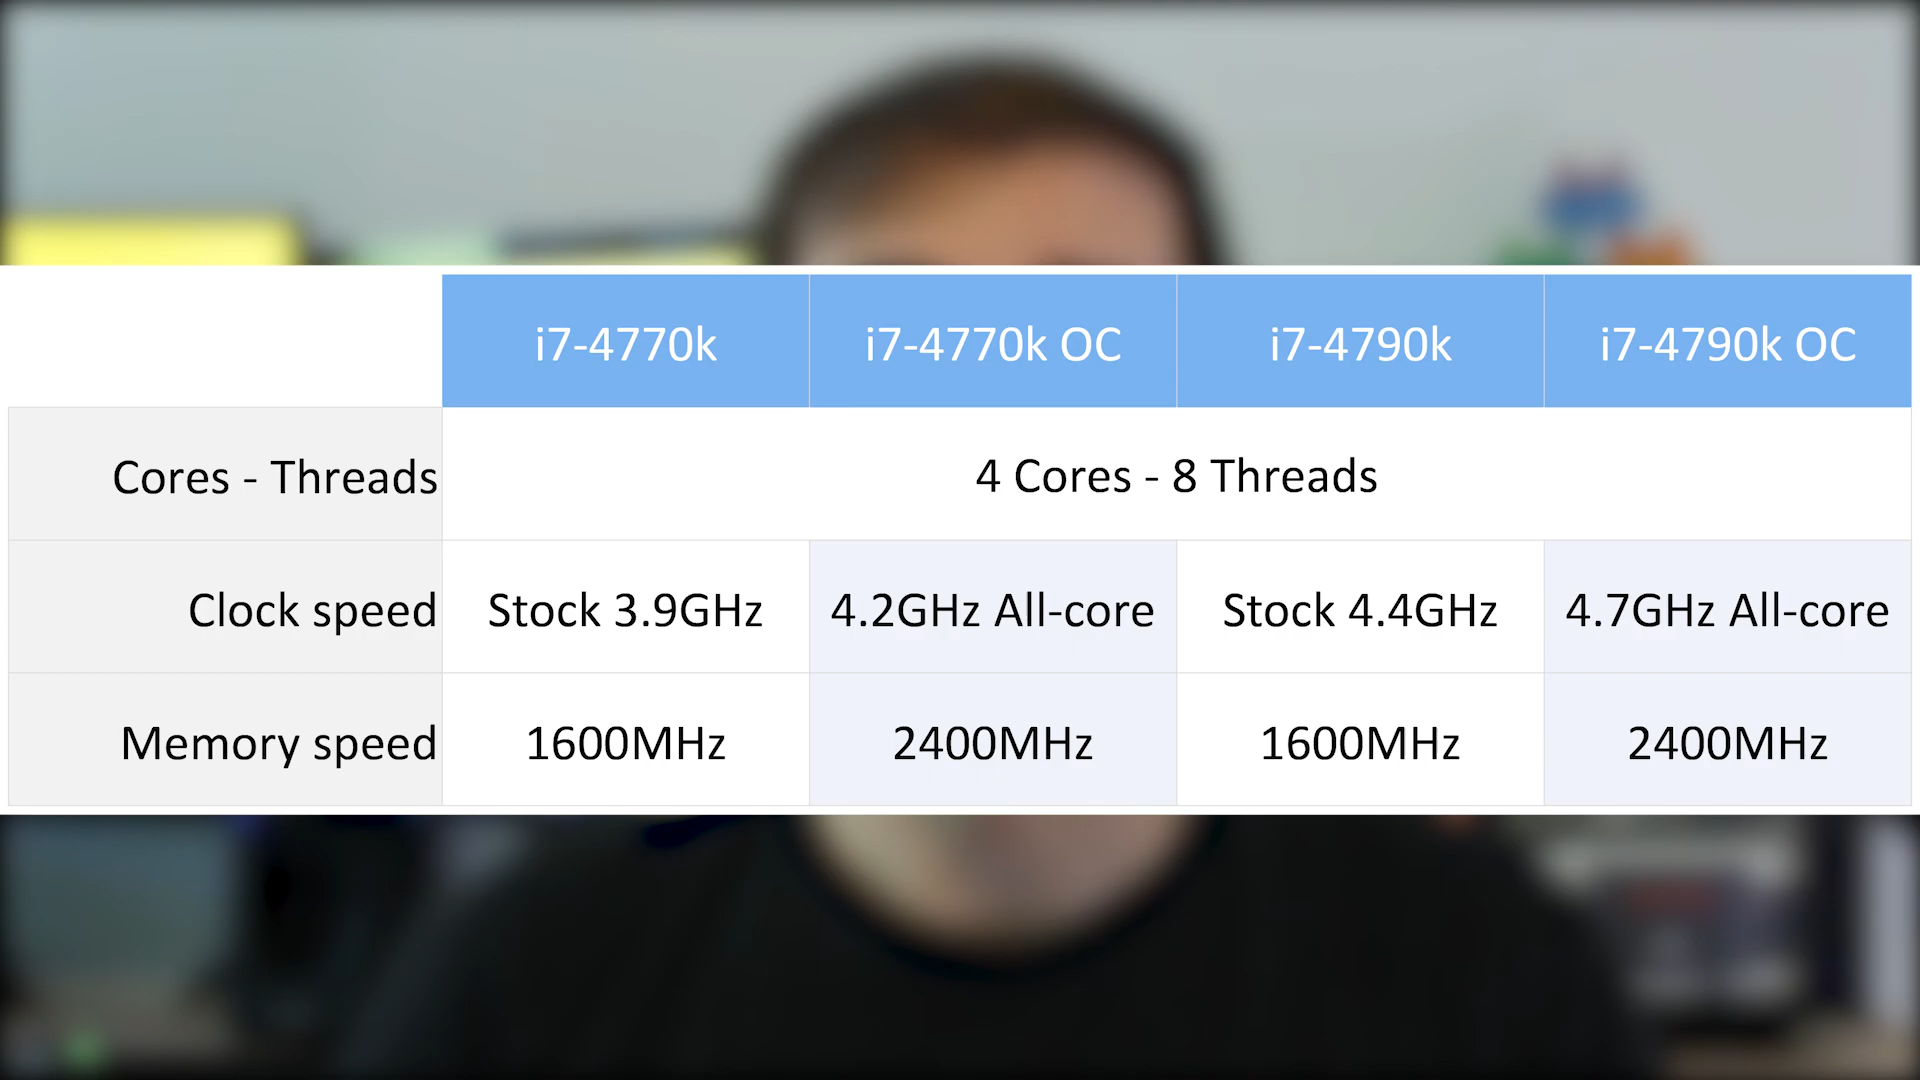 i7-4770k i7-4770k OC i7-4790k i7-4790k OC
Cores - Threads 4 Cores - 8 Threads
Clock speed Stock 3.9GHz 4.2GHz All-core Stock 4.4GHz 4.7GHz All-core
Memory speed 1600MHz 2400MHz 1600MHz 2400MHz